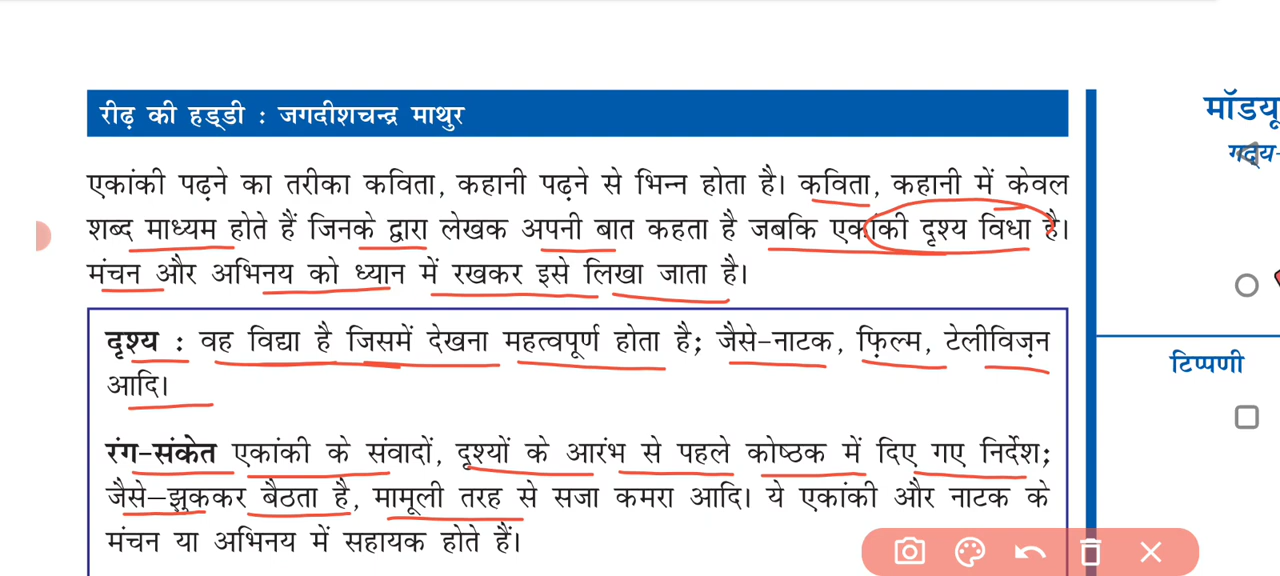 रीढ़ की हड्डी : जगदीशचन्द्र माथुर
एकांकी पढ़ने का तरीका कविता, कहानी पढ़ने से भिन्न होता है। कविता, कहानी में केवल
शब्द माध्यम होते हैं जिनके द्वारा लेखक अपनी बात कहता है जबकि एकांकी दृश्य विधा है।
मंचन और अभिनय को ध्यान में रखकर इसे लिखा जाता है।
दृश्य : वह विद्या है जिसमें देखना महत्वपूर्ण होता है; जैसे–नाटक, फ़िल्म, टेलीविज़न
आदि।
रंग-संकेत एकांकी के संवादों, दृश्यों के आरंभ से पहले कोष्ठक में दिए गए निर्देश;
जैसे–झुककर बैठता है, मामूली तरह से सजा कमरा आदि। ये एकांकी और नाटक के
मंचन या अभिनय में सहायक होते हैं।
मॉड्यू
गद्य-
टिप्पणी